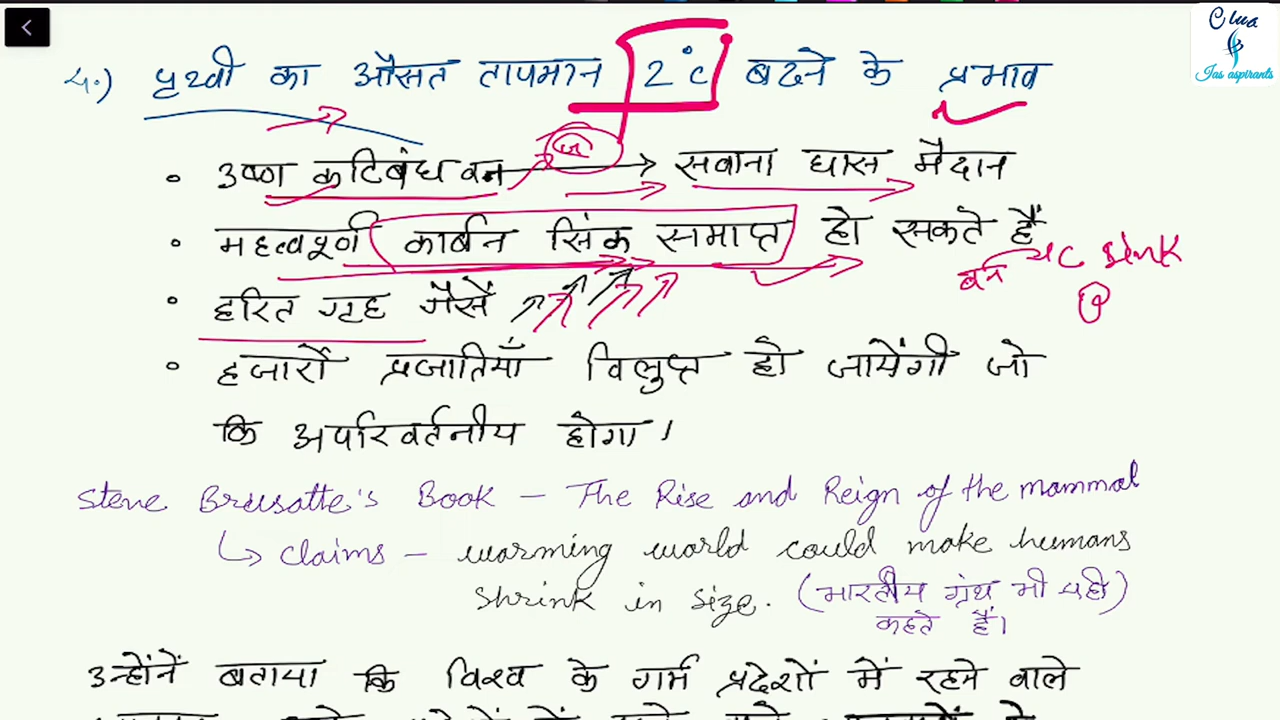 Clua
Ias aspirants
4.) पृथ्वी का औसत तापमान 2°C बढने के प्रभाव
• उष्ण कटिबंध वन → सवाना घास मैदान
• महत्वपूर्ण कार्बन सिंक समाप्त हो सकते हैं
वन C sink
• हरित गृह गैसें
• हजारों प्रजातियाँ विलुप्त हो जायेंगी जो
कि अपरिवर्तनीय होगा।
Steve Brusatte's Book – The Rise and Reign of the mammal
↳ claims – warming world could make humans
shrink in size. (भारतीय ग्रंथ भी यही)
कहते हैं।
उन्होंनें बताया कि विश्व के गर्म प्रदेशों में रहने वाले